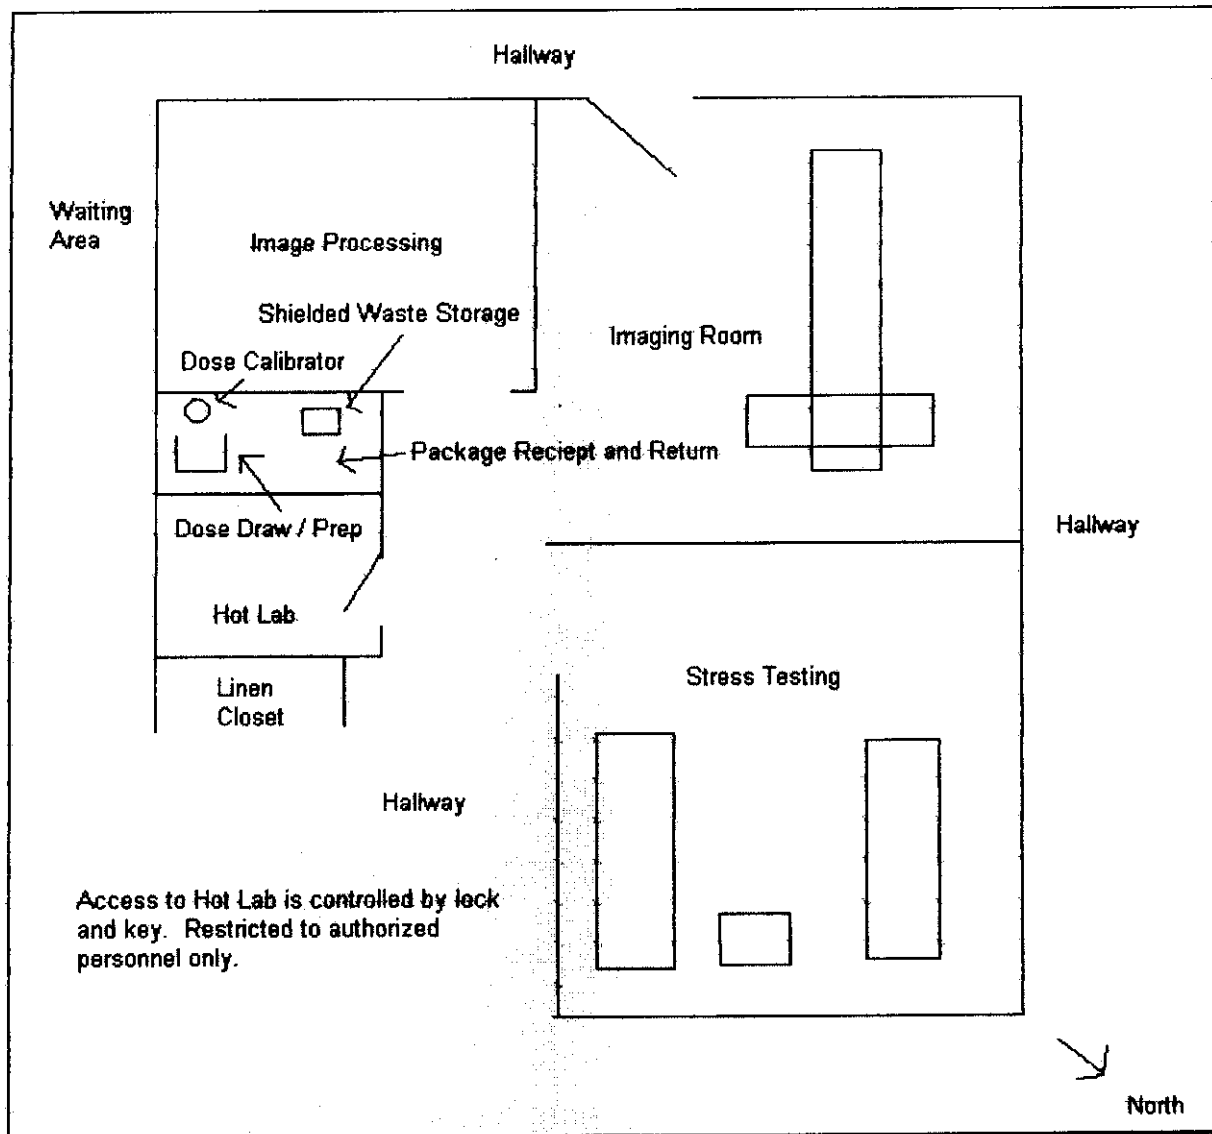 Hallway
Waiting
Area
Image Processing
Shielded Waste Storage
Imaging Room
Dose Calibrator
Package Reciept and Return
Dose Draw / Prep
Hallway
Hot Lab
Stress Testing
Linen
Closet
Hallway
Access to Hot Lab is controlled by lock
and key. Restricted to authorized
personnel only.
North